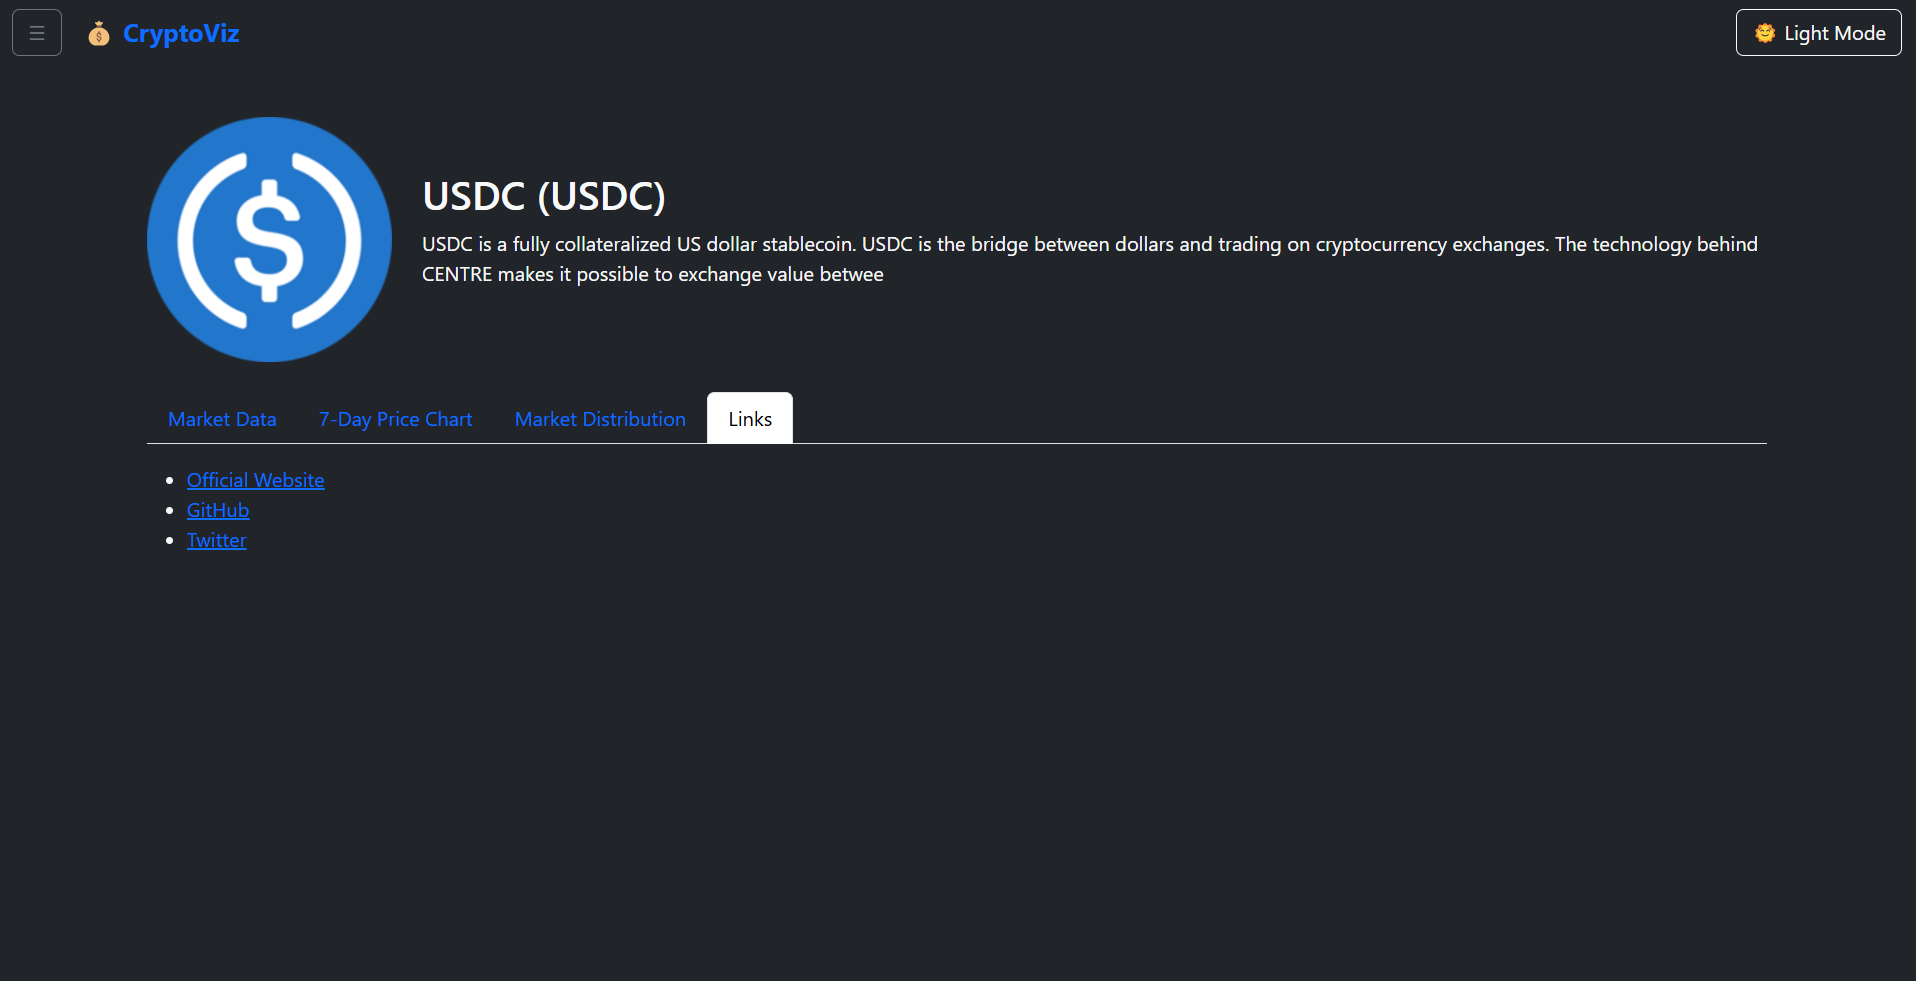 ☰ 💰 CryptoViz 🌞 Light Mode
USDC (USDC)
USDC is a fully collateralized US dollar stablecoin. USDC is the bridge between dollars and trading on cryptocurrency exchanges. The technology behind
CENTRE makes it possible to exchange value betwee
Market Data 7-Day Price Chart Market Distribution Links
• Official Website
• GitHub
• Twitter